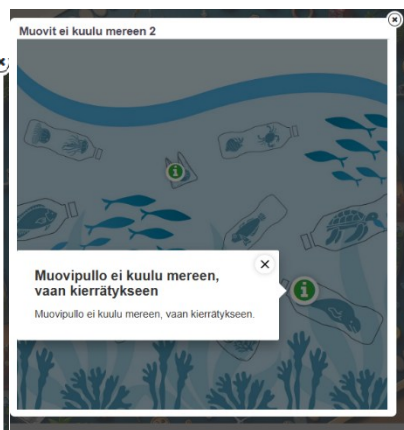 Muovit ei kuulu mereen 2
Muovipullo ei kuulu mereen,
vaan kierrätykseen
Muovipullo ei kuulu mereen, vaan kierrätykseen.